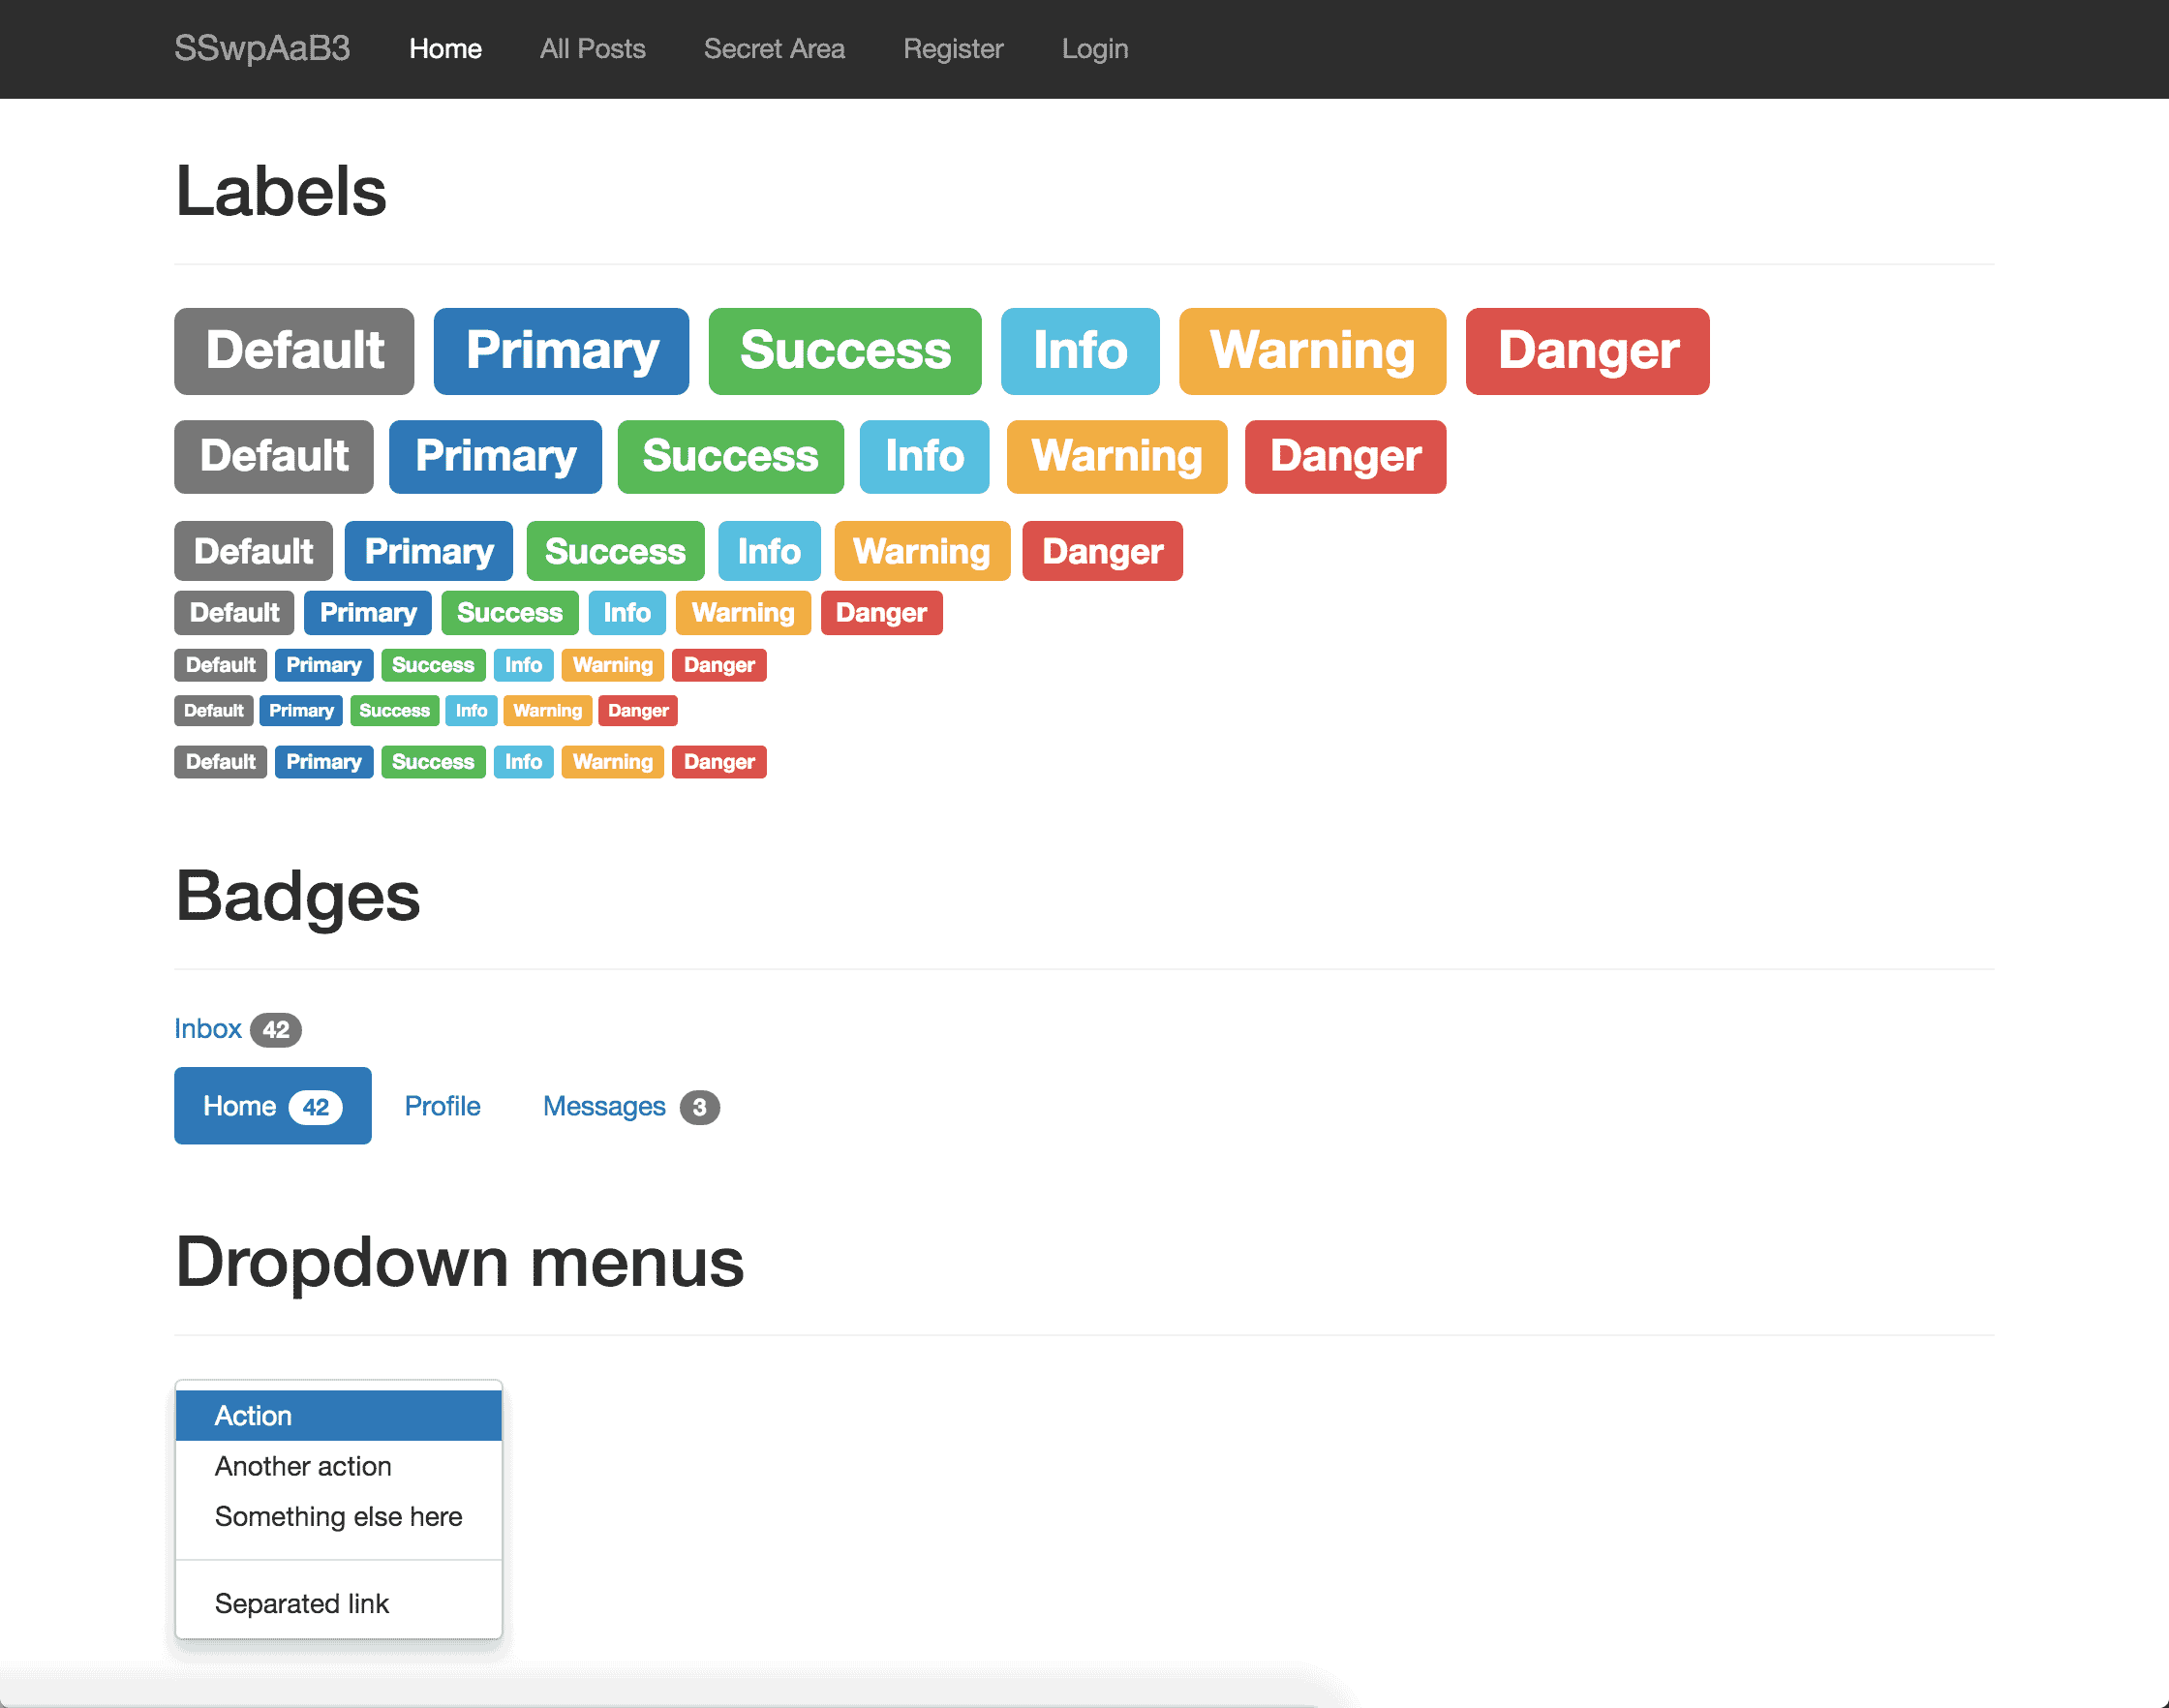 SSwpAaB3 Home All Posts Secret Area Register Login
Labels
Default Primary Success Info Warning Danger
Default Primary Success Info Warning Danger
Default Primary Success Info Warning Danger
Default Primary Success Info Warning Danger
Default Primary Success Info Warning Danger
Default Primary Success Info Warning Danger
Default Primary Success Info Warning Danger
Badges
Inbox 42
Home 42 Profile Messages 3
Dropdown menus
Action
Another action
Something else here
Separated link